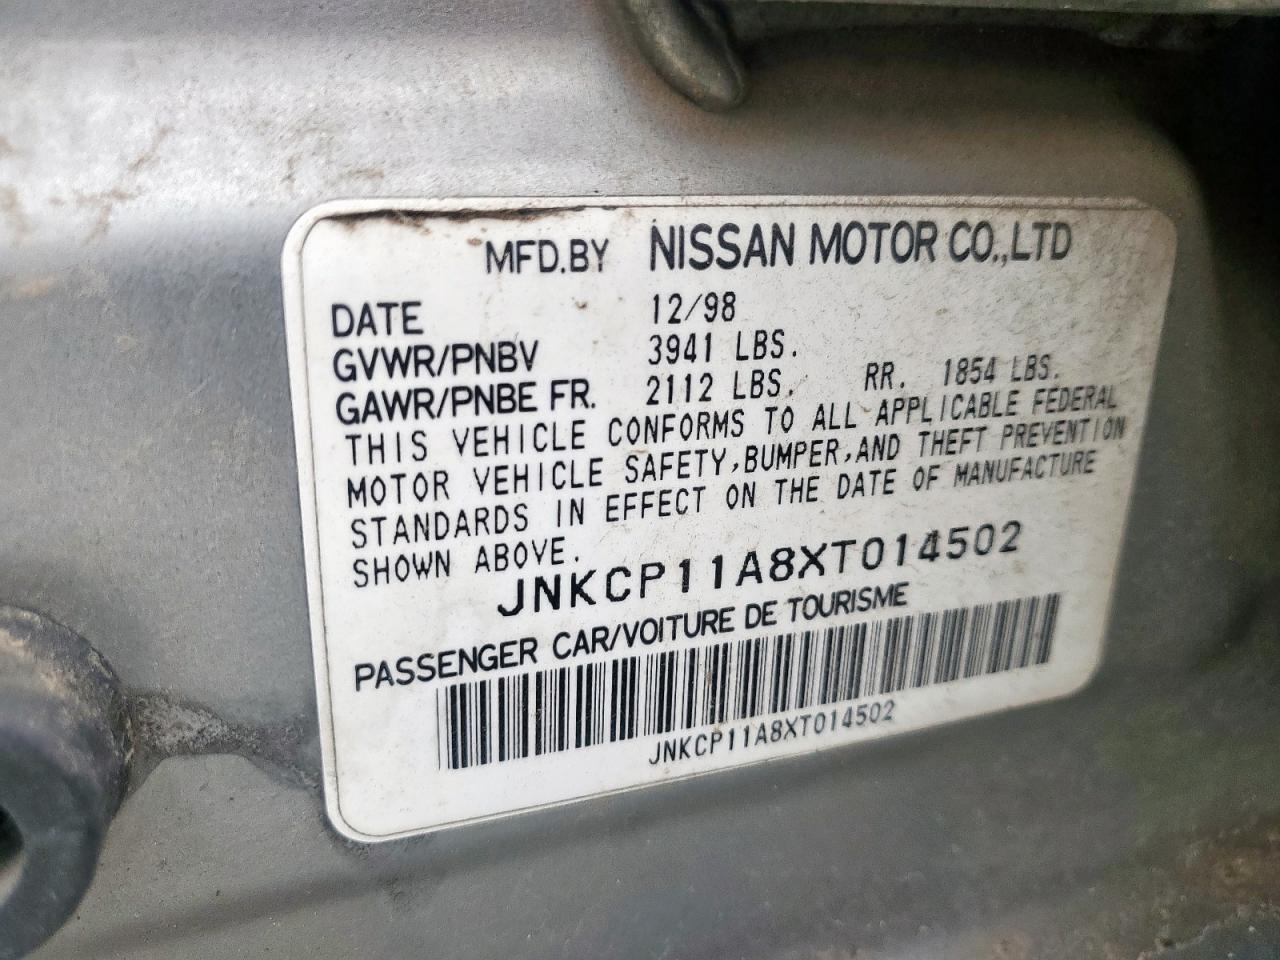 MFD.BY NISSAN MOTOR CO.,LTD
DATE 12/98
GVWR/PNBV 3941 LBS.
GAWR/PNBE FR. 2112 LBS. RR. 1854 LBS.
THIS VEHICLE CONFORMS TO ALL APPLICABLE FEDERAL
MOTOR VEHICLE SAFETY,BUMPER,AND THEFT PREVENTION
STANDARDS IN EFFECT ON THE DATE OF MANUFACTURE
SHOWN ABOVE.
JNKCP11A8XT014502
PASSENGER CAR/VOITURE DE TOURISME
JNKCP11A8XT014502